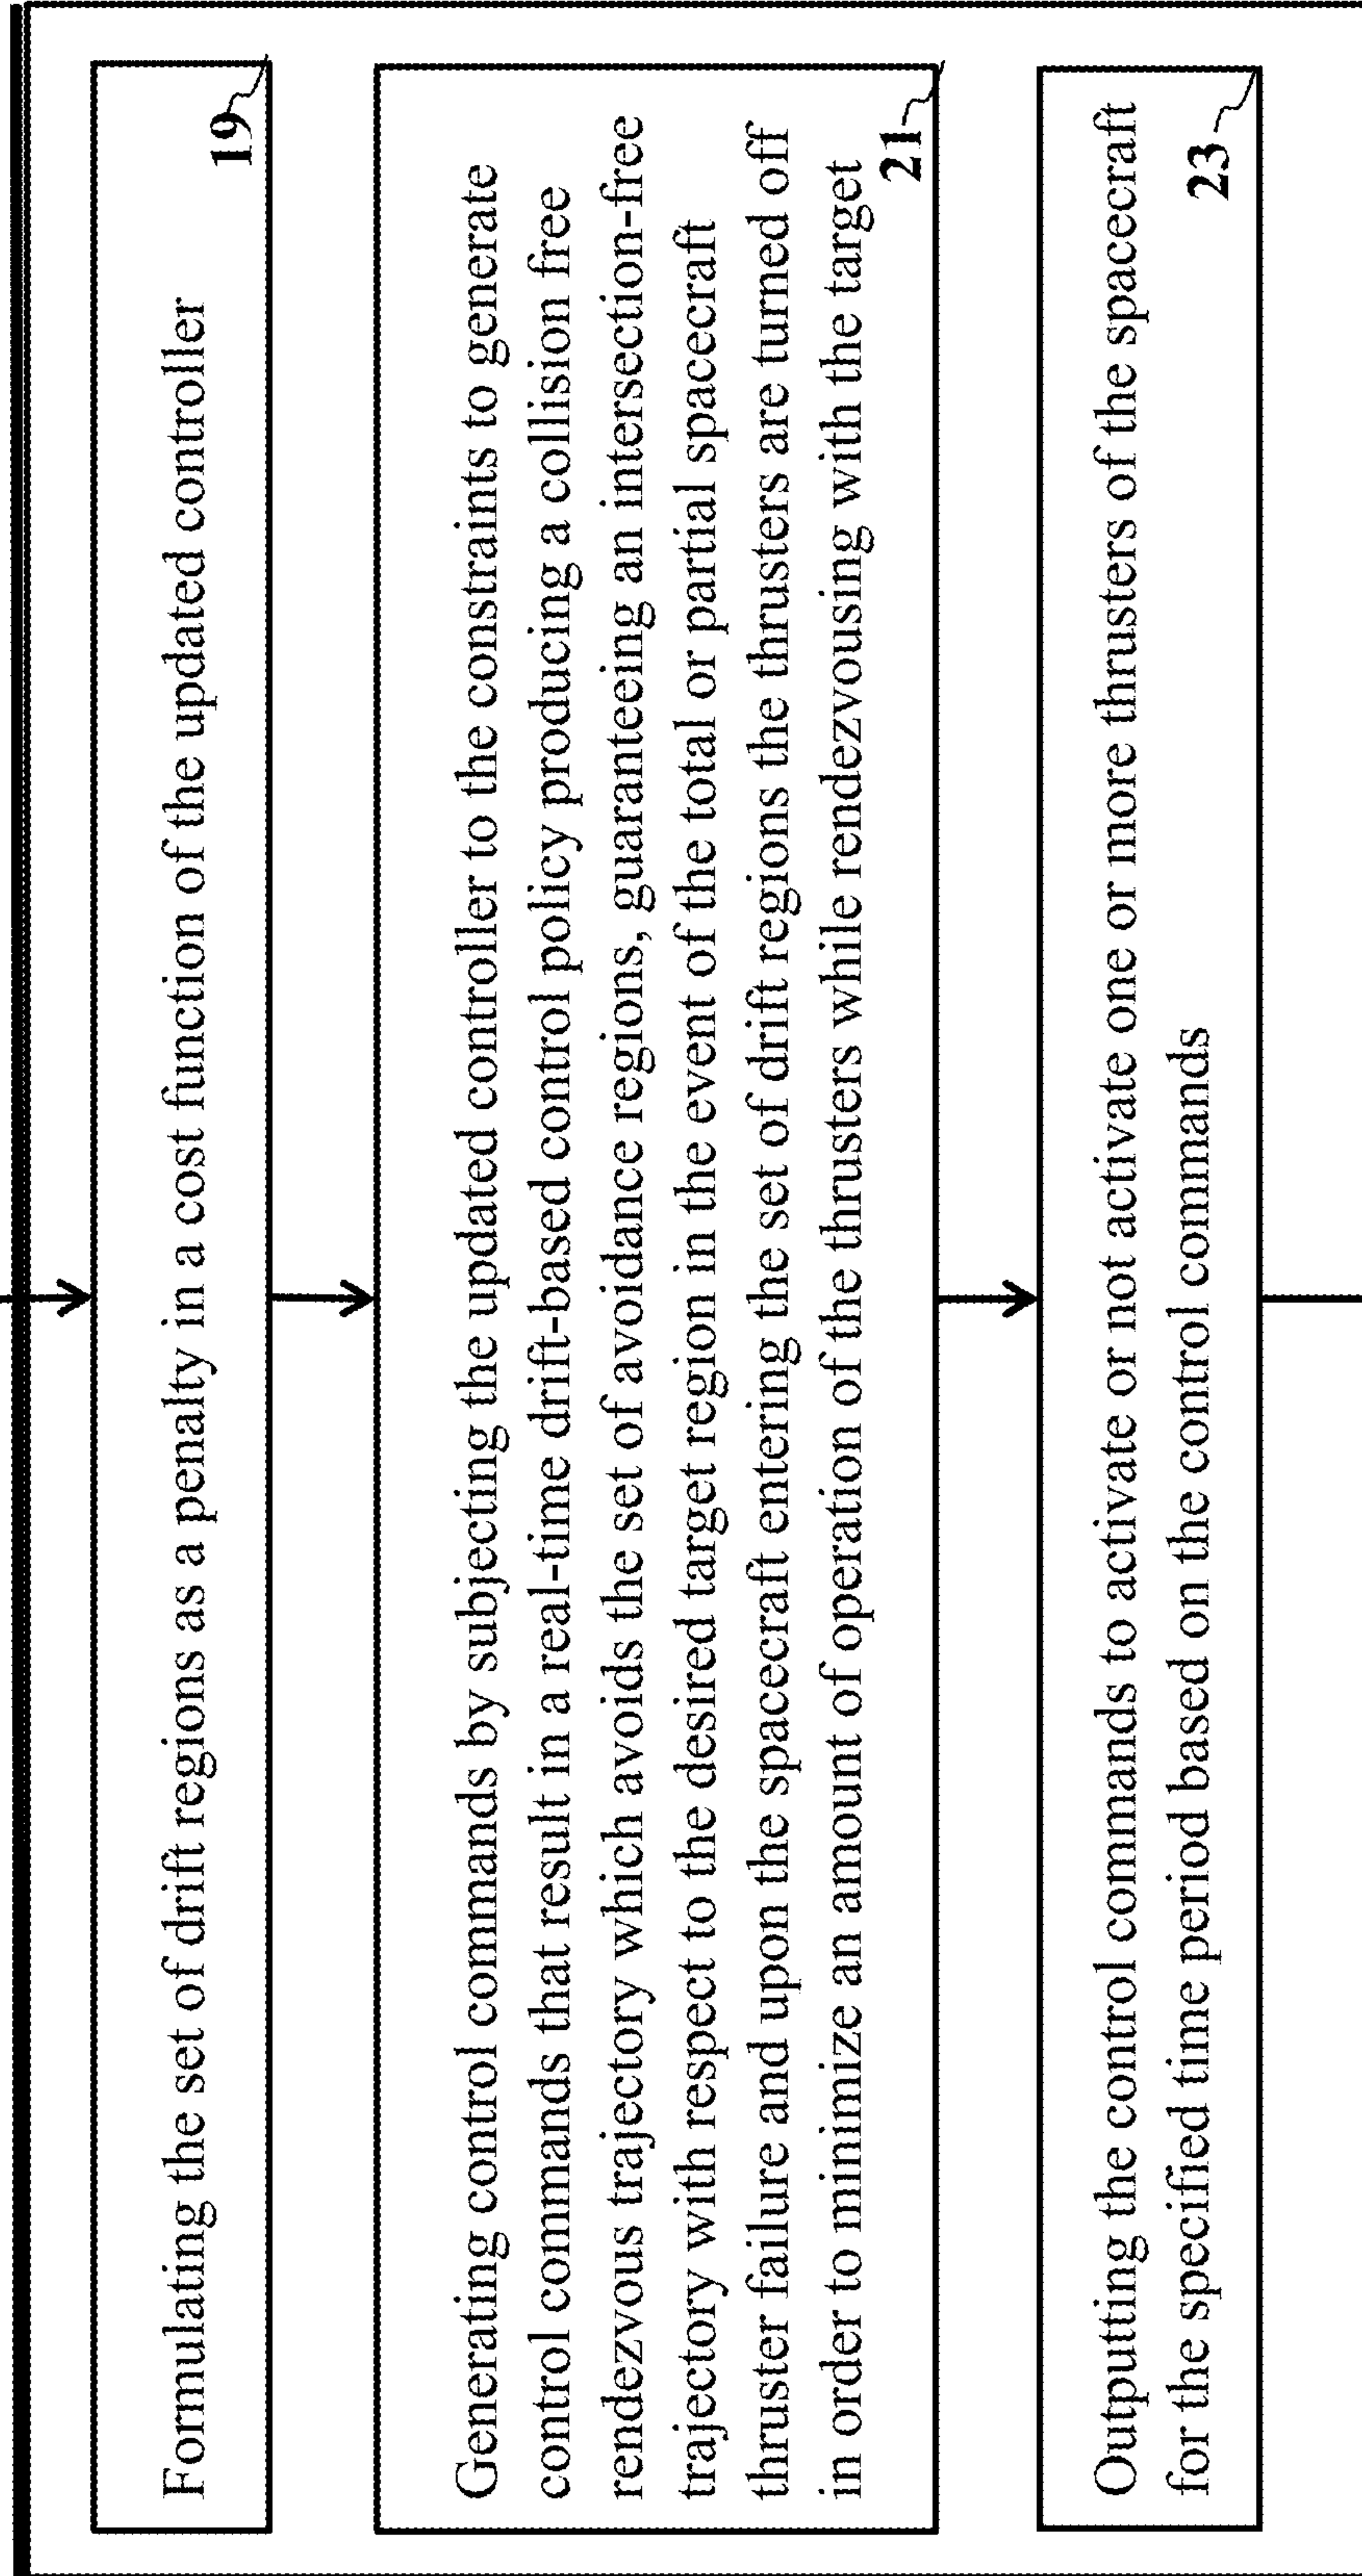 Formulating the set of drift regions as a penalty in a cost function of the updated controller
19
Generating control commands by subjecting the updated controller to the constraints to generate
control commands that result in a real-time drift-based control policy producing a collision free
rendezvous trajectory which avoids the set of avoidance regions, guaranteeing an intersection-free
trajectory with respect to the desired target region in the event of the total or partial spacecraft
thruster failure and upon the spacecraft entering the set of drift regions the thrusters are turned off
in order to minimize an amount of operation of the thrusters while rendezvousing with the target
21
Outputting the control commands to activate or not activate one or more thrusters of the spacecraft
for the specified time period based on the control commands
23